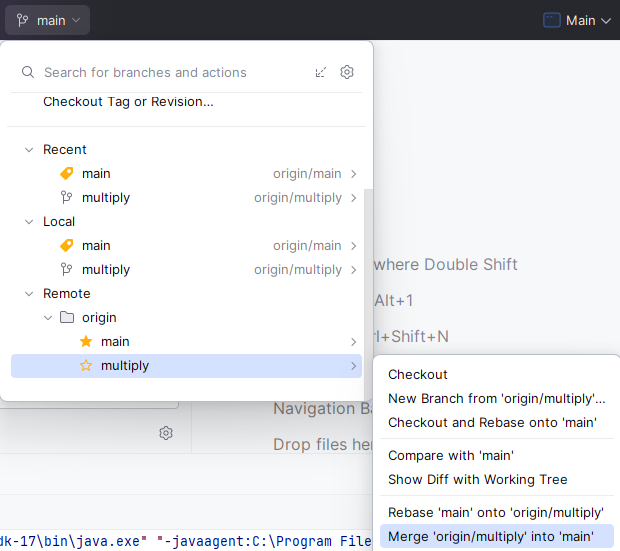 main
Main
Search for branches and actions
Checkout Tag or Revision...
Recent
main origin/main
multiply origin/multiply
Local
main origin/main
multiply origin/multiply
Remote
origin
main
multiply
where Double Shift
Alt+1
l+Shift+N
Navigation Ba
Drop files her
Checkout
New Branch from 'origin/multiply'...
Checkout and Rebase onto 'main'
Compare with 'main'
Show Diff with Working Tree
Rebase 'main' onto 'origin/multiply'
Merge 'origin/multiply' into 'main'
dk-17\bin\java.exe" "-javaagent:C:\Program File